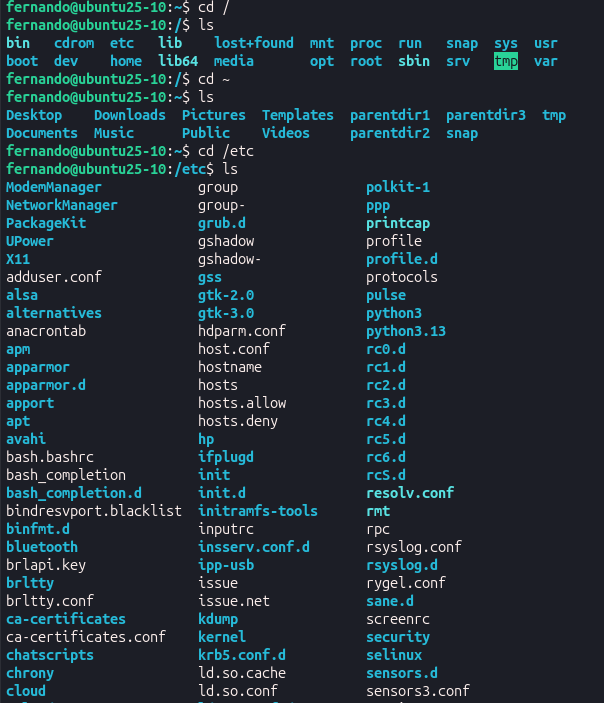 fernando@ubuntu25-10:~$ cd /
fernando@ubuntu25-10:/$ ls
bin cdrom etc lib lost+found mnt proc run snap sys usr
boot dev home lib64 media opt root sbin srv tmp var
fernando@ubuntu25-10:/$ cd ~
fernando@ubuntu25-10:~$ ls
Desktop Downloads Pictures Templates parentdir1 parentdir3 tmp
Documents Music Public Videos parentdir2 snap
fernando@ubuntu25-10:~$ cd /etc
fernando@ubuntu25-10:/etc$ ls
ModemManager group polkit-1
NetworkManager group- ppp
PackageKit grub.d printcap
UPower gshadow profile
X11 gshadow- profile.d
adduser.conf gss protocols
alsa gtk-2.0 pulse
alternatives gtk-3.0 python3
anacrontab hdparm.conf python3.13
apm host.conf rc0.d
apparmor hostname rc1.d
apparmor.d hosts rc2.d
apport hosts.allow rc3.d
apt hosts.deny rc4.d
avahi hp rc5.d
bash.bashrc ifplugd rc6.d
bash_completion init rcS.d
bash_completion.d init.d resolv.conf
bindresvport.blacklist initramfs-tools rmt
binfmt.d inputrc rpc
bluetooth insserv.conf.d rsyslog.conf
brlapi.key ipp-usb rsyslog.d
brltty issue rygel.conf
brltty.conf issue.net sane.d
ca-certificates kdump screenrc
ca-certificates.conf kernel security
chatscripts krb5.conf.d selinux
chrony ld.so.cache sensors.d
cloud ld.so.conf sensors3.conf